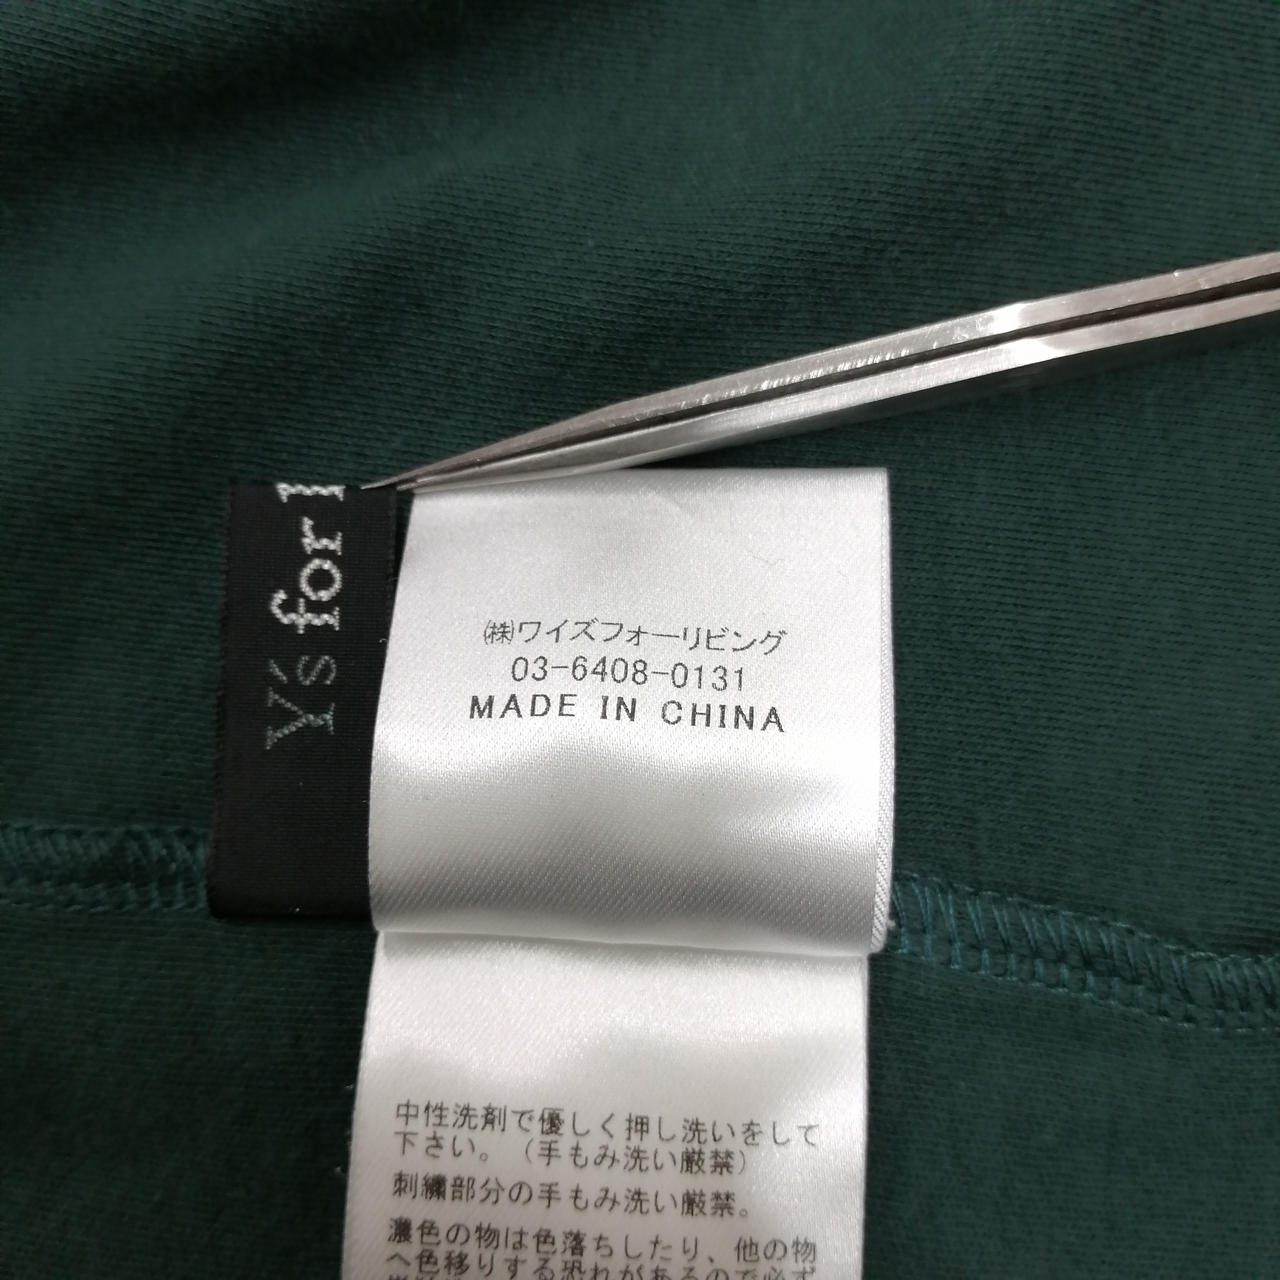 Y's for
㈱ワイズフォーリビング
03-6408-0131
MADE IN CHINA
中性洗剤で優しく押し洗いをして
下さい。（手もみ洗い厳禁）
刺繍部分の手もみ洗い厳禁。
濃色の物は色落ちしたり、他の物
へ色移りする恐れがあるので必ず